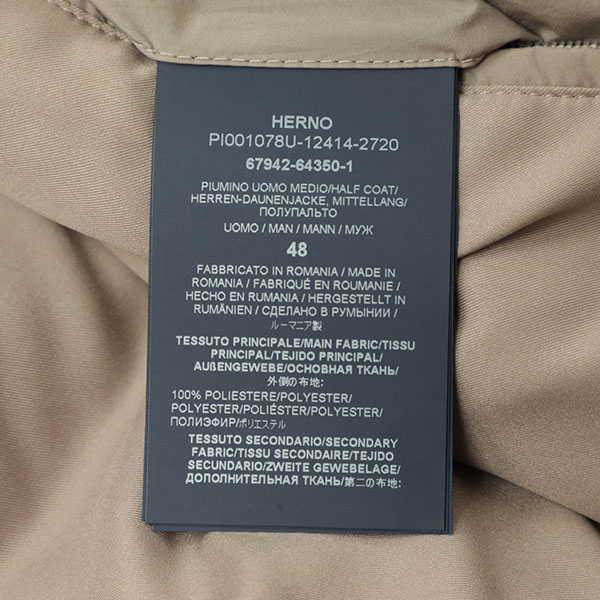 HERNO
PI001078U-12414-2720
67942-64350-1
PIUMINO UOMO MEDIO/HALF COAT/
HERREN-DAUNENJACKE, MITTELLANG/
ПОЛУПАЛЬТО
UOMO / MAN / MANN / МУЖ
48
FABBRICATO IN ROMANIA / MADE IN
ROMANIA / FABRIQUÉ EN ROUMANIE /
HECHO EN RUMANIA / HERGESTELLT IN
RUMÄNIEN / СДЕЛАНО В РУМЫНИИ /
ルーマニア製
TESSUTO PRINCIPALE/MAIN FABRIC/TISSU
PRINCIPAL/TEJIDO PRINCIPAL/
AUßENGEWEBE/ОСНОВНАЯ ТКАНЬ/
外側の布地:
100% POLIESTERE/POLYESTER/
POLYESTER/POLIÉSTER/POLYESTER/
ПОЛИЭФИР/ポリエステル
TESSUTO SECONDARIO/SECONDARY
FABRIC/TISSU SECONDAIRE/TEJIDO
SECUNDARIO/ZWEITE GEWEBELAGE/
ДОПОЛНИТЕЛЬНАЯ ТКАНЬ/第二の布地: